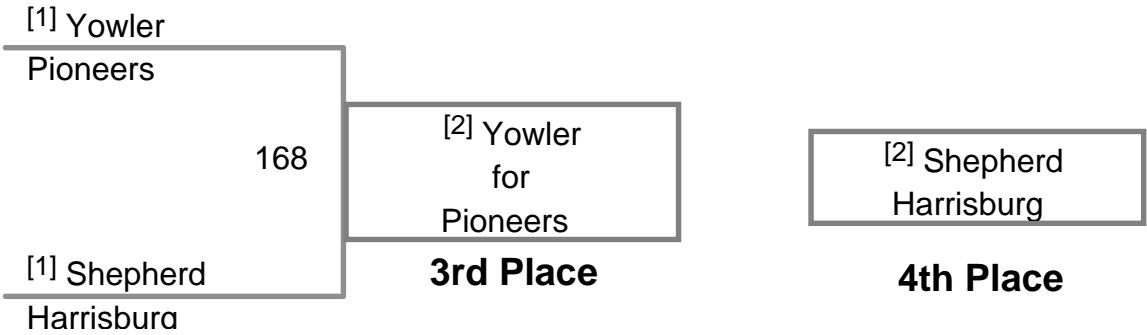 [1] Yowler
Pioneers
168
[2] Yowler
for
Pioneers
3rd Place
[1] Shepherd
Harrisburg
[2] Shepherd
Harrisburg
4th Place